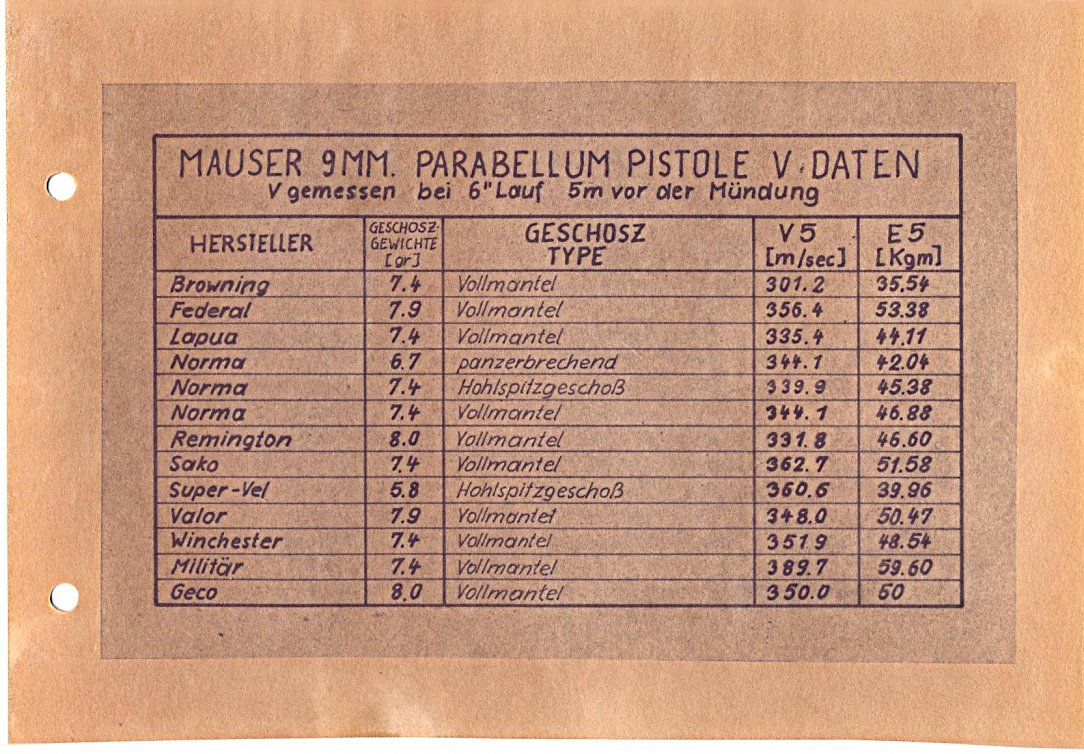 MAUSER 9MM. PARABELLUM PISTOLE V. DATEN
V gemessen bei 6" Lauf 5m vor der Mündung
HERSTELLER GESCHOSZ- GEWICHTE [gr] GESCHOSZ TYPE V5 [m/sec] E5 [Kgm]
Browning 7.4 Vollmantel 301.2 35.54
Federal 7.9 Vollmantel 356.4 53.38
Lapua 7.4 Vollmantel 335.4 44.11
Norma 6.7 panzerbrechend 344.1 42.04
Norma 7.4 Hohlspitzgeschoß 339.9 45.38
Norma 7.4 Vollmantel 344.1 46.88
Remington 8.0 Vollmantel 331.8 46.60
Sako 7.4 Vollmantel 362.7 51.58
Super-Vel 5.8 Hohlspitzgeschoß 360.6 39.96
Valor 7.9 Vollmantel 348.0 50.47
Winchester 7.4 Vollmantel 351.9 48.54
Militär 7.4 Vollmantel 389.7 59.60
Geco 8.0 Vollmantel 350.0 50